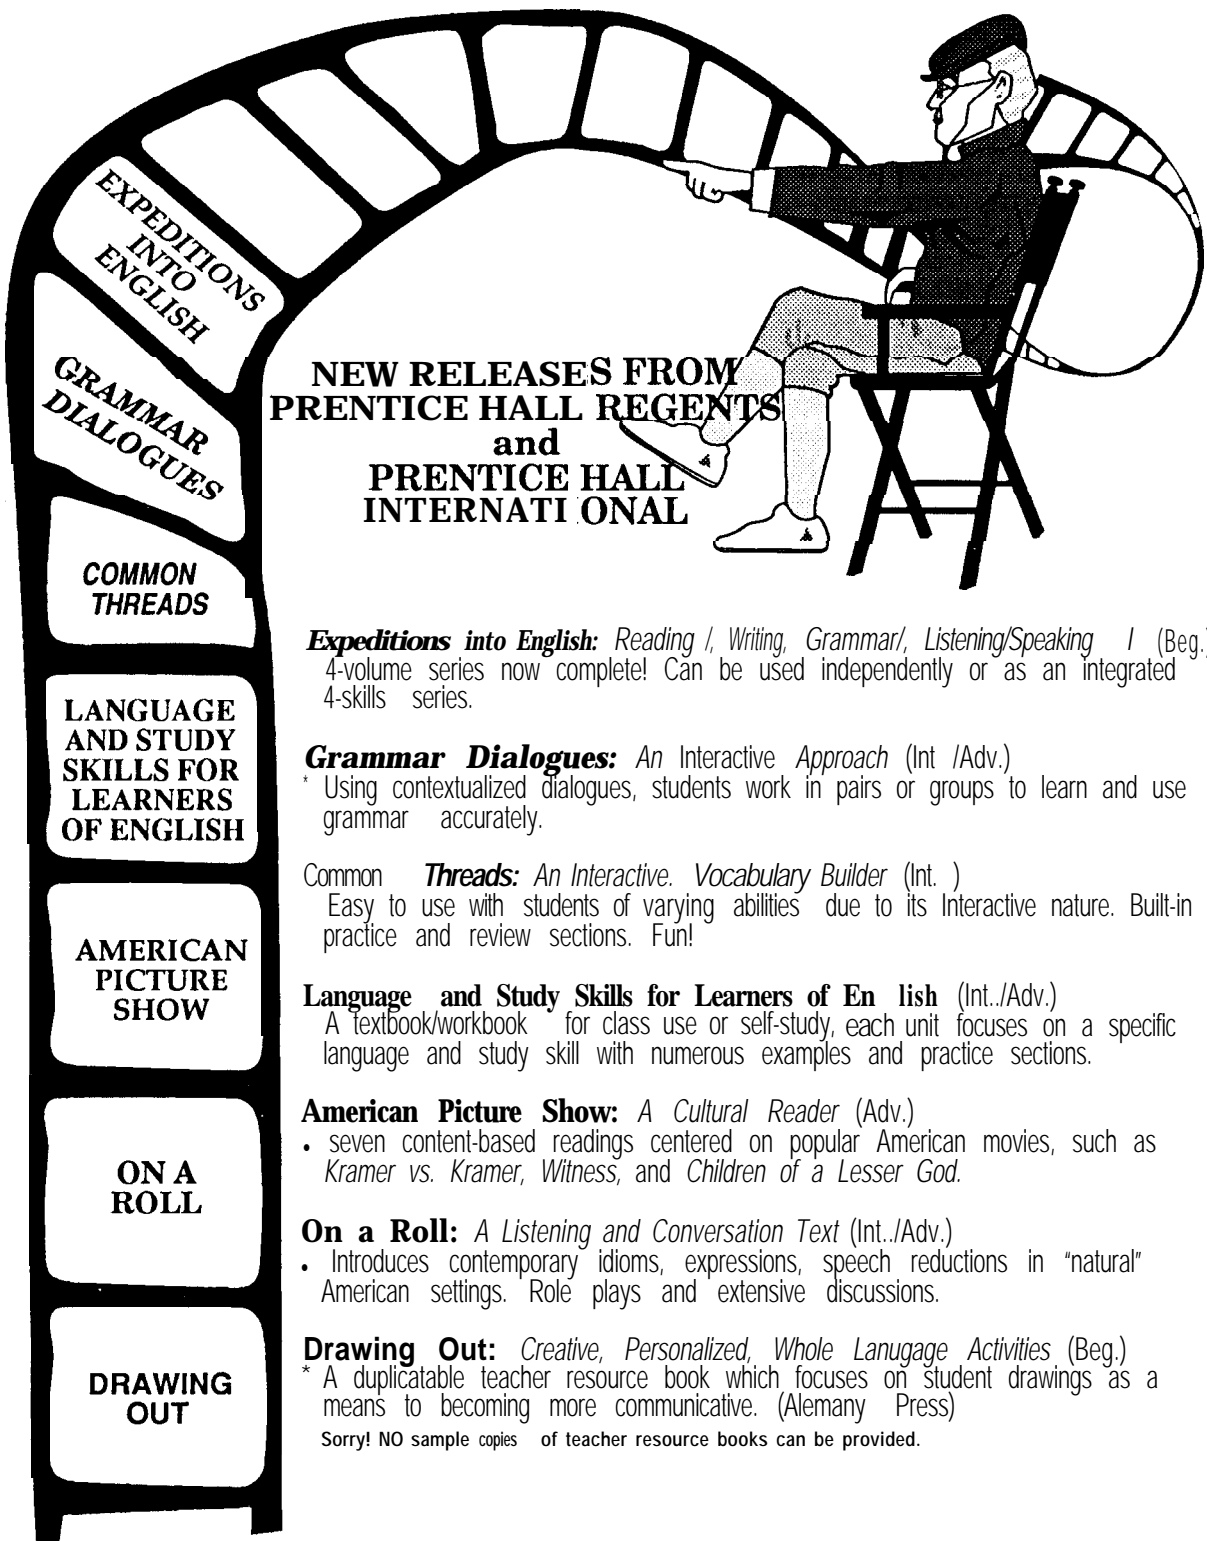 EXPEDITIONS
INTO
ENGLISH
GRAMMAR
DIALOGUES
COMMON
THREADS
LANGUAGE
AND STUDY
SKILLS FOR
LEARNERS
OF ENGLISH
AMERICAN
PICTURE
SHOW
ON A
ROLL
DRAWING
OUT
NEW RELEASES FROM
PRENTICE HALL REGENTS
and
PRENTICE HALL
INTERNATI ONAL
Expeditions into English: Reading /, Writing, Grammar/, Listening/Speaking I (Beg.)
4-volume series now complete! Can be used independently or as an integrated
4-skills series.
Grammar Dialogues: An Interactive Approach (Int /Adv.)
* Using contextualized dialogues, students work in pairs or groups to learn and use
grammar accurately.
Common Threads: An Interactive. Vocabulary Builder (Int. )
Easy to use with students of varying abilities due to its Interactive nature. Built-in
practice and review sections. Fun!
Language and Study Skills for Learners of En lish (Int../Adv.)
A textbook/workbook for class use or self-study, each unit focuses on a specific
language and study skill with numerous examples and practice sections.
American Picture Show: A Cultural Reader (Adv.)
• seven content-based readings centered on popular American movies, such as
Kramer vs. Kramer, Witness, and Children of a Lesser God.
On a Roll: A Listening and Conversation Text (Int../Adv.)
• Introduces contemporary idioms, expressions, speech reductions in “natural”
American settings. Role plays and extensive discussions.
Drawing Out: Creative, Personalized, Whole Lanugage Activities (Beg.)
* A duplicatable teacher resource book which focuses on student drawings as a
means to becoming more communicative. (Alemany Press)
Sorry! NO sample copies of teacher resource books can be provided.